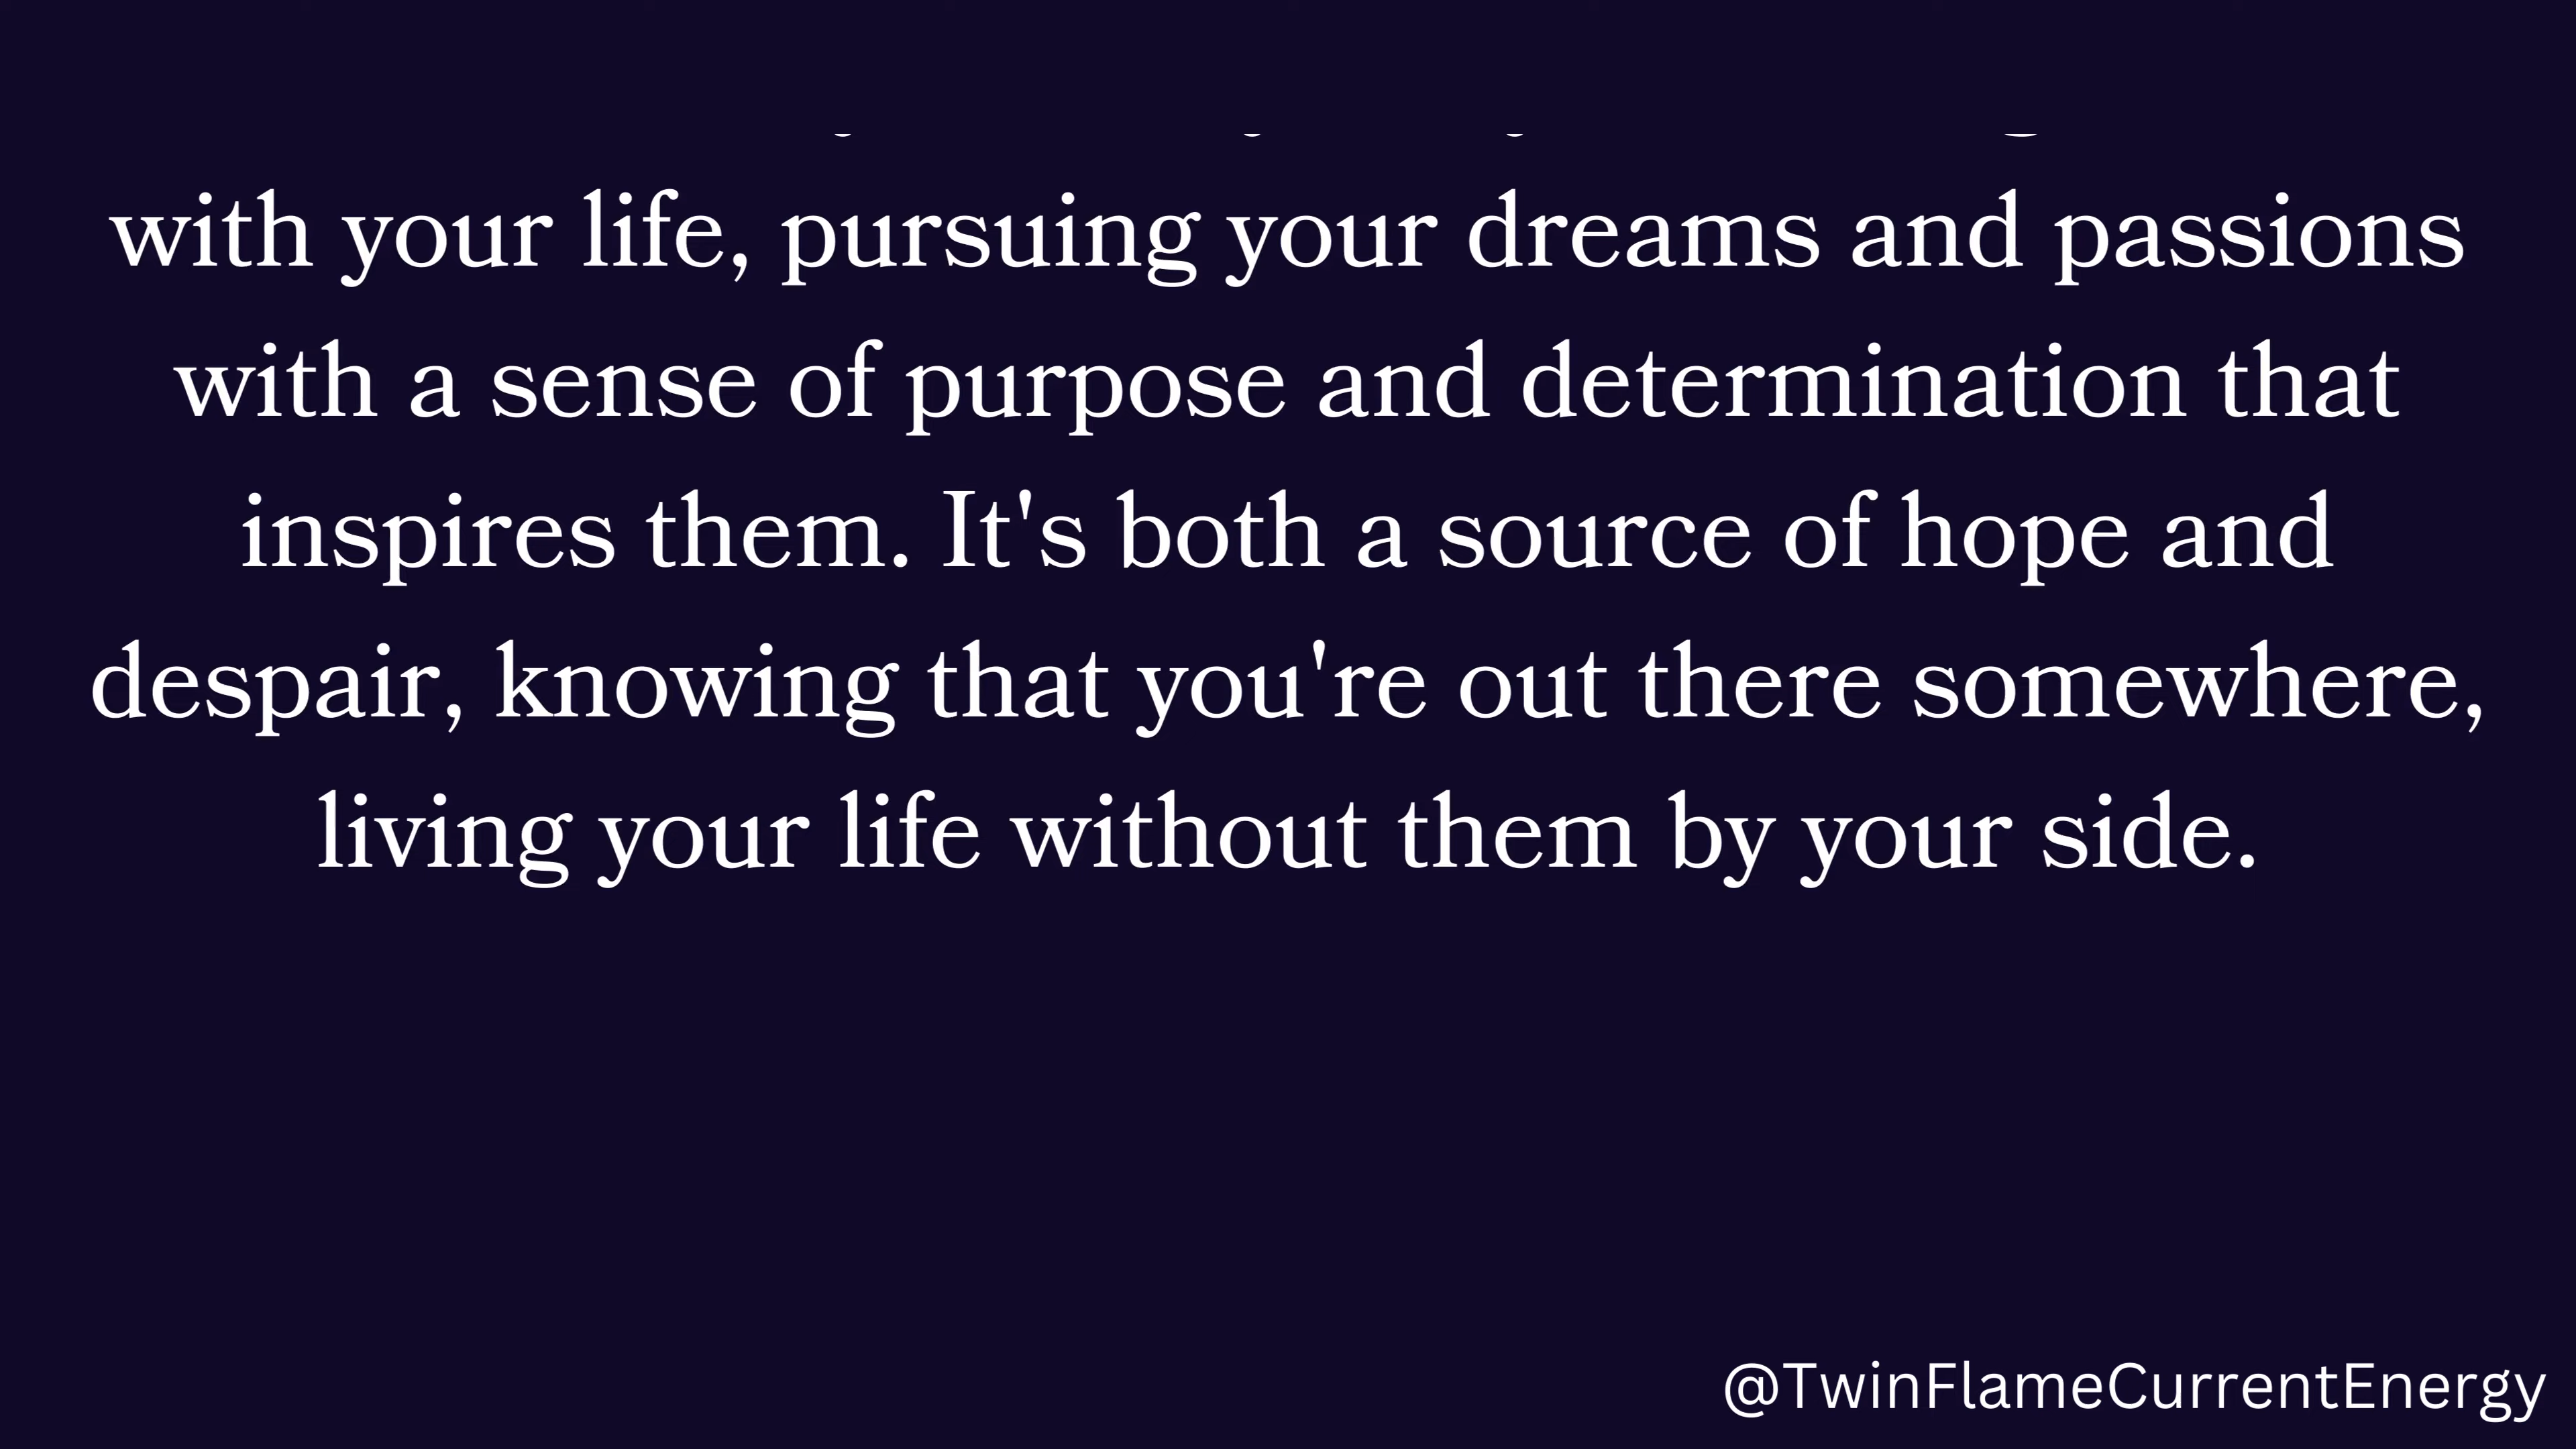 with your life, pursuing your dreams and passions
with a sense of purpose and determination that
inspires them. It's both a source of hope and
despair, knowing that you're out there somewhere,
living your life without them by your side.
@TwinFlameCurrentEnergy